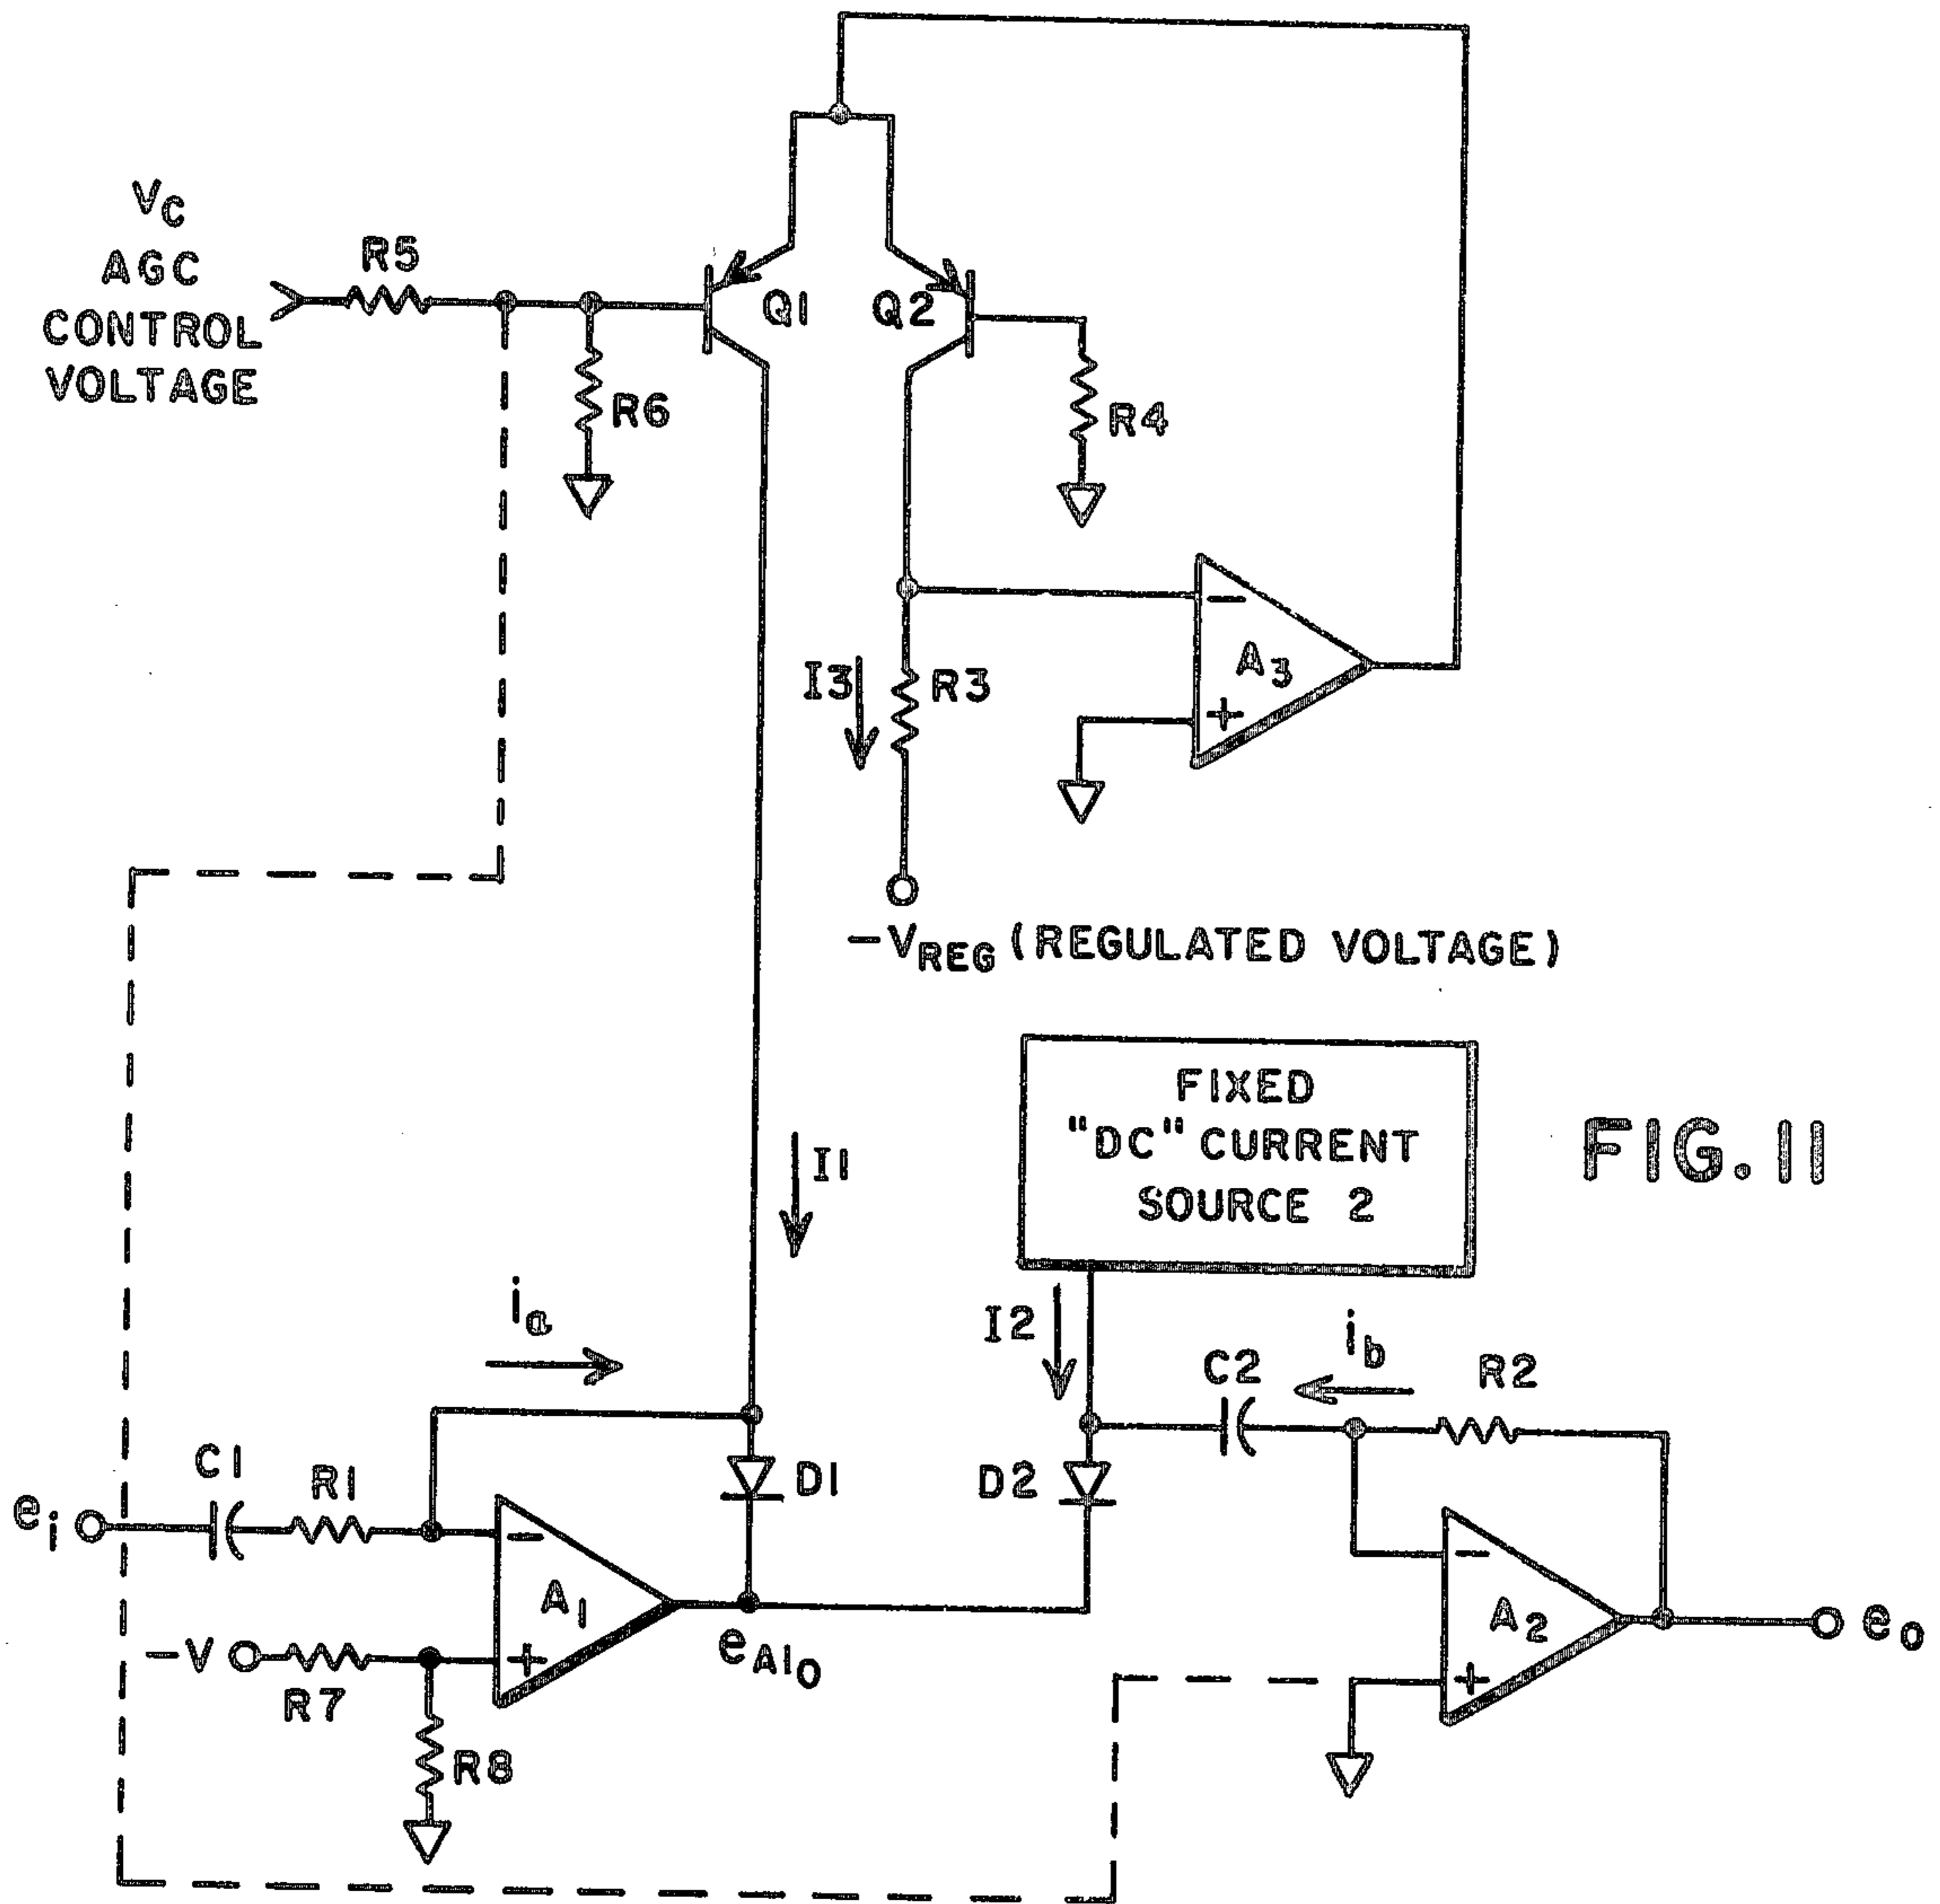 VC
AGC
CONTROL
VOLTAGE
R5
Q1
Q2
R6
R4
I3
R3
−
A3
+
−VREG (REGULATED VOLTAGE)
FIXED
"DC" CURRENT
SOURCE 2
FIG. 11
I1
ia
I2
ib
C2
R2
C1
R1
D1
D2
ei
−
A1
+
−V
R7
R8
eA1O
−
A2
+
eo